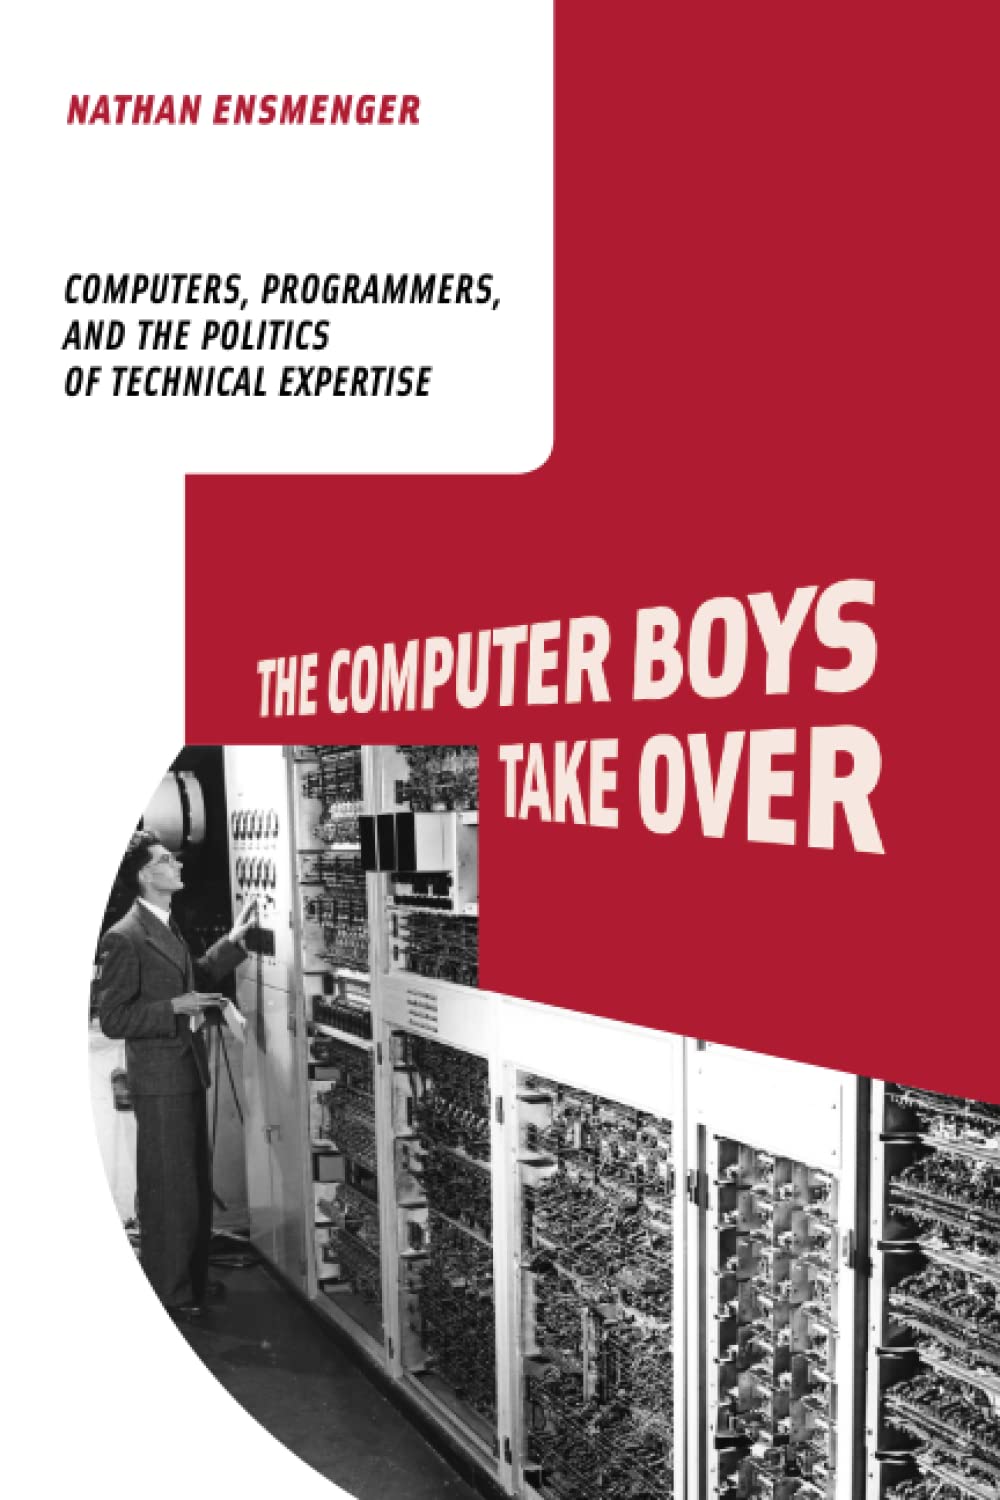 NATHAN ENSMENGER
COMPUTERS, PROGRAMMERS,
AND THE POLITICS
OF TECHNICAL EXPERTISE
THE COMPUTER BOYS
TAKE OVER